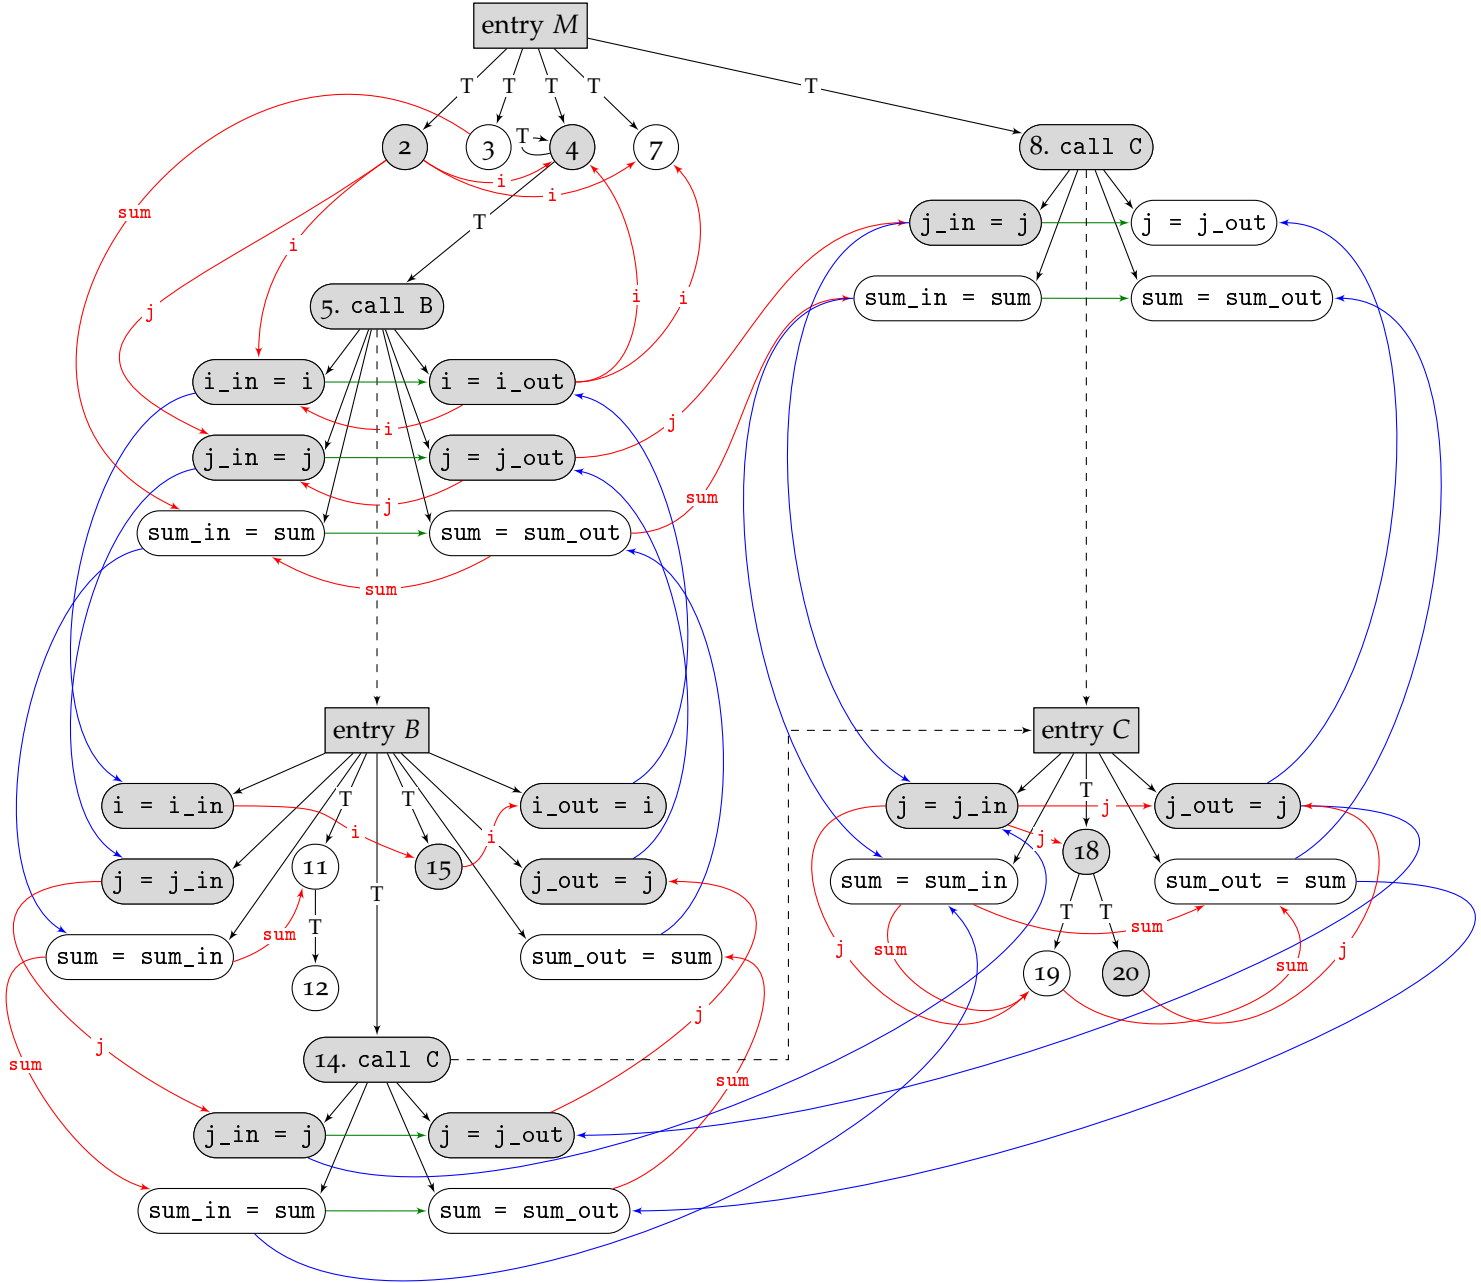 entry M
T T T T T
2 T 3 4 7 8. call C
i
i
sum j_in = j j = j_out
T
i
sum_in = sum sum = sum_out
i i
5. call B
j
i_in = i i = i_out
j
i
j_in = j j = j_out
sum
j
sum_in = sum sum = sum_out
sum
entry B entry C
T
T T
i = i_in i_out = i j = j_in j j_out = j
i i j
11 15 18
j = j_in j_out = j sum = sum_in sum_out = sum
T
T T
T sum sum
sum sum j
sum = sum_in sum_out = sum j sum
12 19 20
j
j
14. call C
sum
sum
j_in = j j = j_out
sum_in = sum sum = sum_out